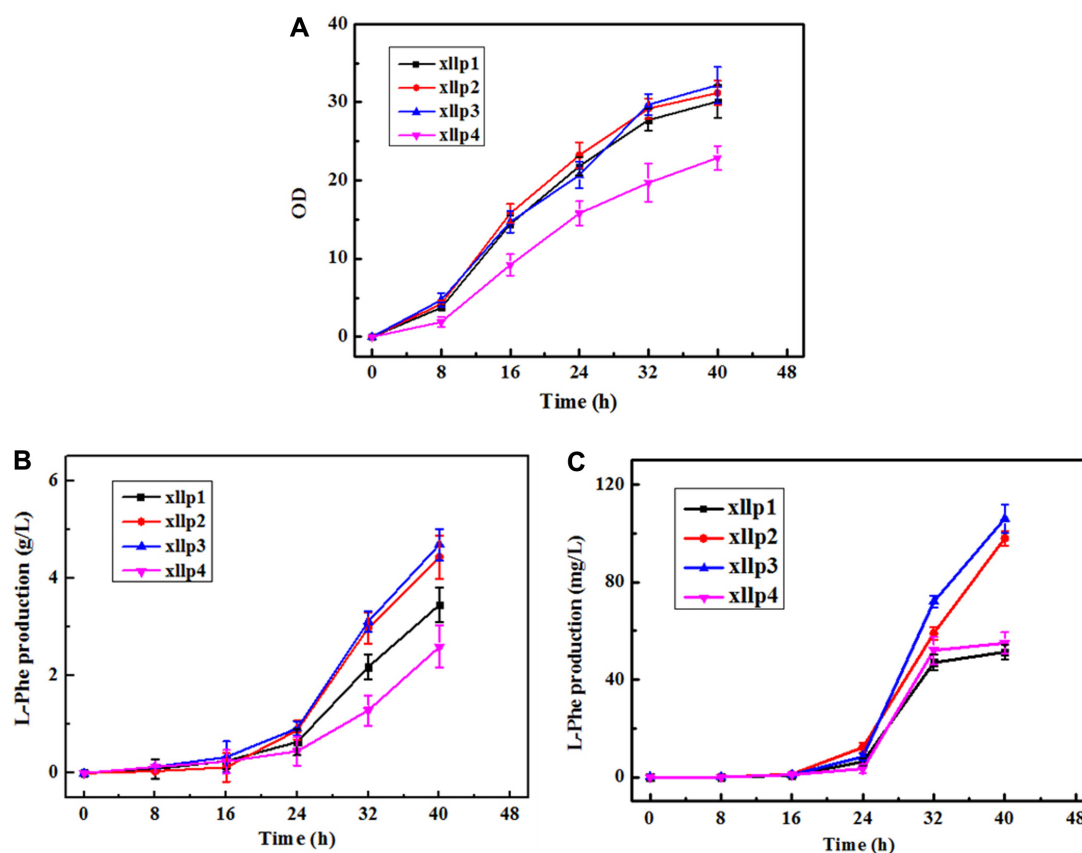 A
40
30
20
10
0
OD
xllp1
xllp2
xllp3
xllp4
0 8 16 24 32 40 48
Time (h)
B
6
4
2
0
L-Phe production (g/L)
xllp1
xllp2
xllp3
xllp4
0 8 16 24 32 40 48
Time (h)
C
120
80
40
0
L-Phe production (mg/L)
xllp1
xllp2
xllp3
xllp4
0 8 16 24 32 40 48
Time (h)